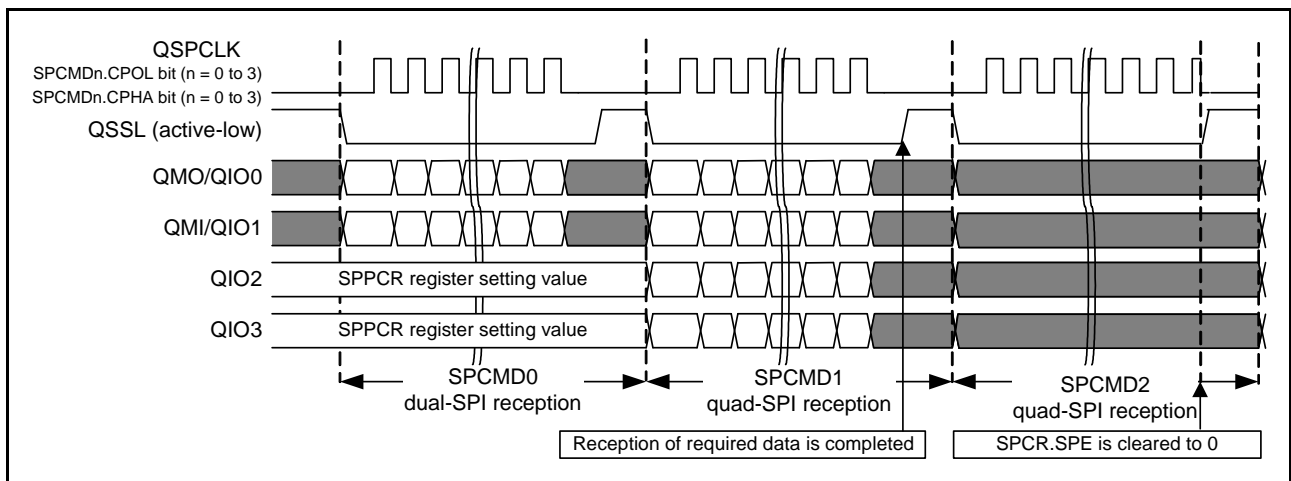 QSPCLK
SPCMDn.CPOL bit (n = 0 to 3)
SPCMDn.CPHA bit (n = 0 to 3)
QSSL (active-low)
QMO/QIO0
QMI/QIO1
QIO2
SPPCR register setting value
QIO3
SPPCR register setting value
SPCMD0
dual-SPI reception
SPCMD1
quad-SPI reception
SPCMD2
quad-SPI reception
Reception of required data is completed
SPCR.SPE is cleared to 0